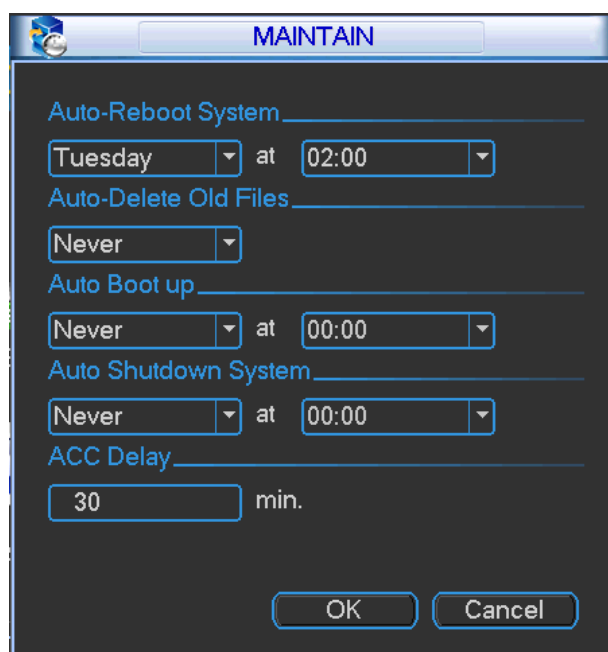 MAINTAIN
Auto-Reboot System
Tuesday at 02:00
Auto-Delete Old Files
Never
Auto Boot up
Never at 00:00
Auto Shutdown System
Never at 00:00
ACC Delay
30 min.
OK Cancel